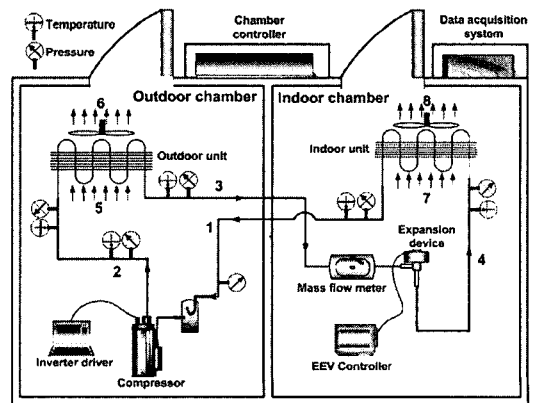 Temperature
Pressure
Chamber
controller
Data acquisition
system
Outdoor chamber
Indoor chamber
6
8
Outdoor unit
Indoor unit
5
7
3
1
2
4
Expansion
device
Mass flow meter
Inverter driver
Compressor
EEV Controller